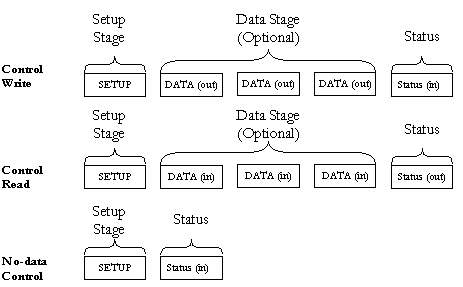 Setup
Stage
Data Stage
(Optional)
Status
Control
Write
SETUP DATA (out) DATA (out) DATA (out) Status (in)
Setup
Stage
Data Stage
(Optional)
Status
Control
Read
SETUP DATA (in) DATA (in) DATA (in) Status (out)
Setup
Stage
Status
No-data
Control
SETUP Status (in)